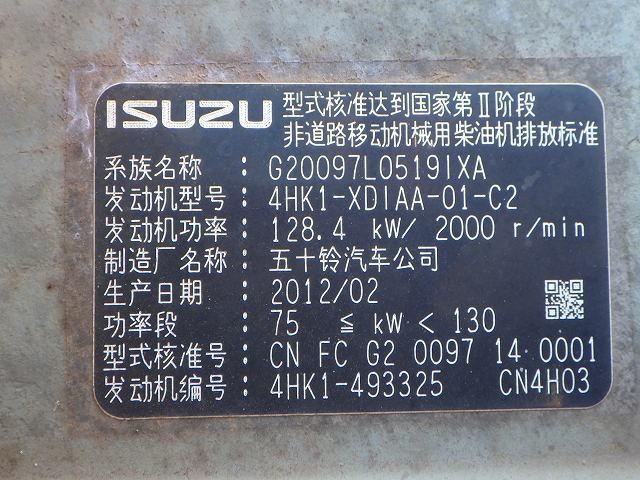 ISUZU 型式核准达到国家第Ⅱ阶段
非道路移动机械用柴油机排放标准
系族名称 : G20097L0519IXA
发动机型号 : 4HK1-XDIAA-01-C2
发动机功率 : 128.4 kW/ 2000 r/min
制造厂名称 : 五十铃汽车公司
生产日期 : 2012/02
功率段 : 75 ≦ kW < 130
型式核准号 : CN FC G2 0097 14 0001
发动机编号 : 4HK1-493325 CN4H03